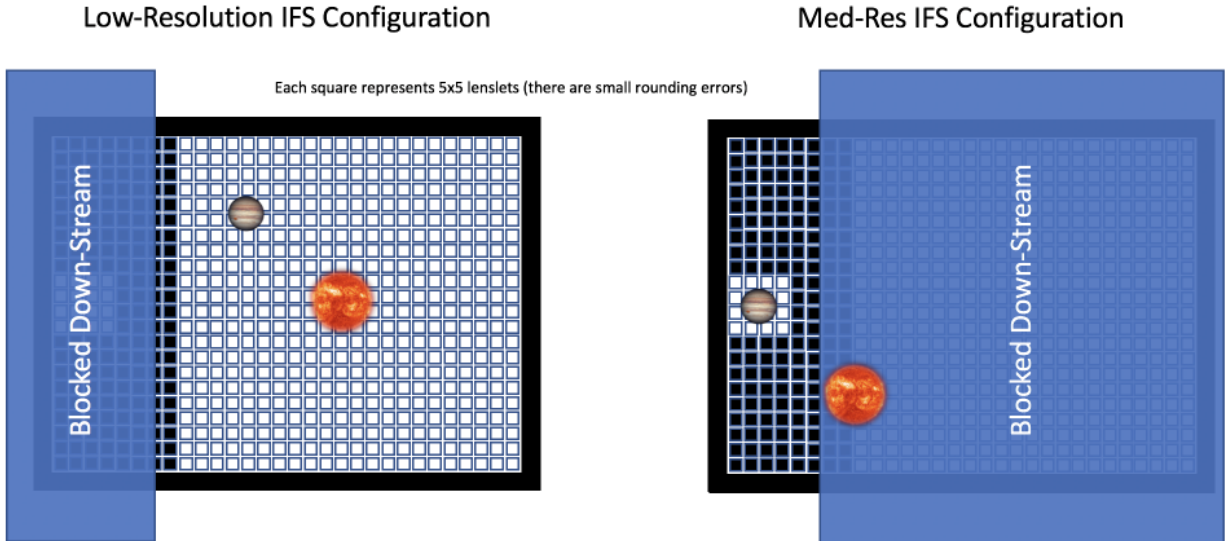 Low-Resolution IFS Configuration
Med-Res IFS Configuration
Each square represents 5x5 lenslets (there are small rounding errors)
Blocked Down-Stream
Blocked Down-Stream